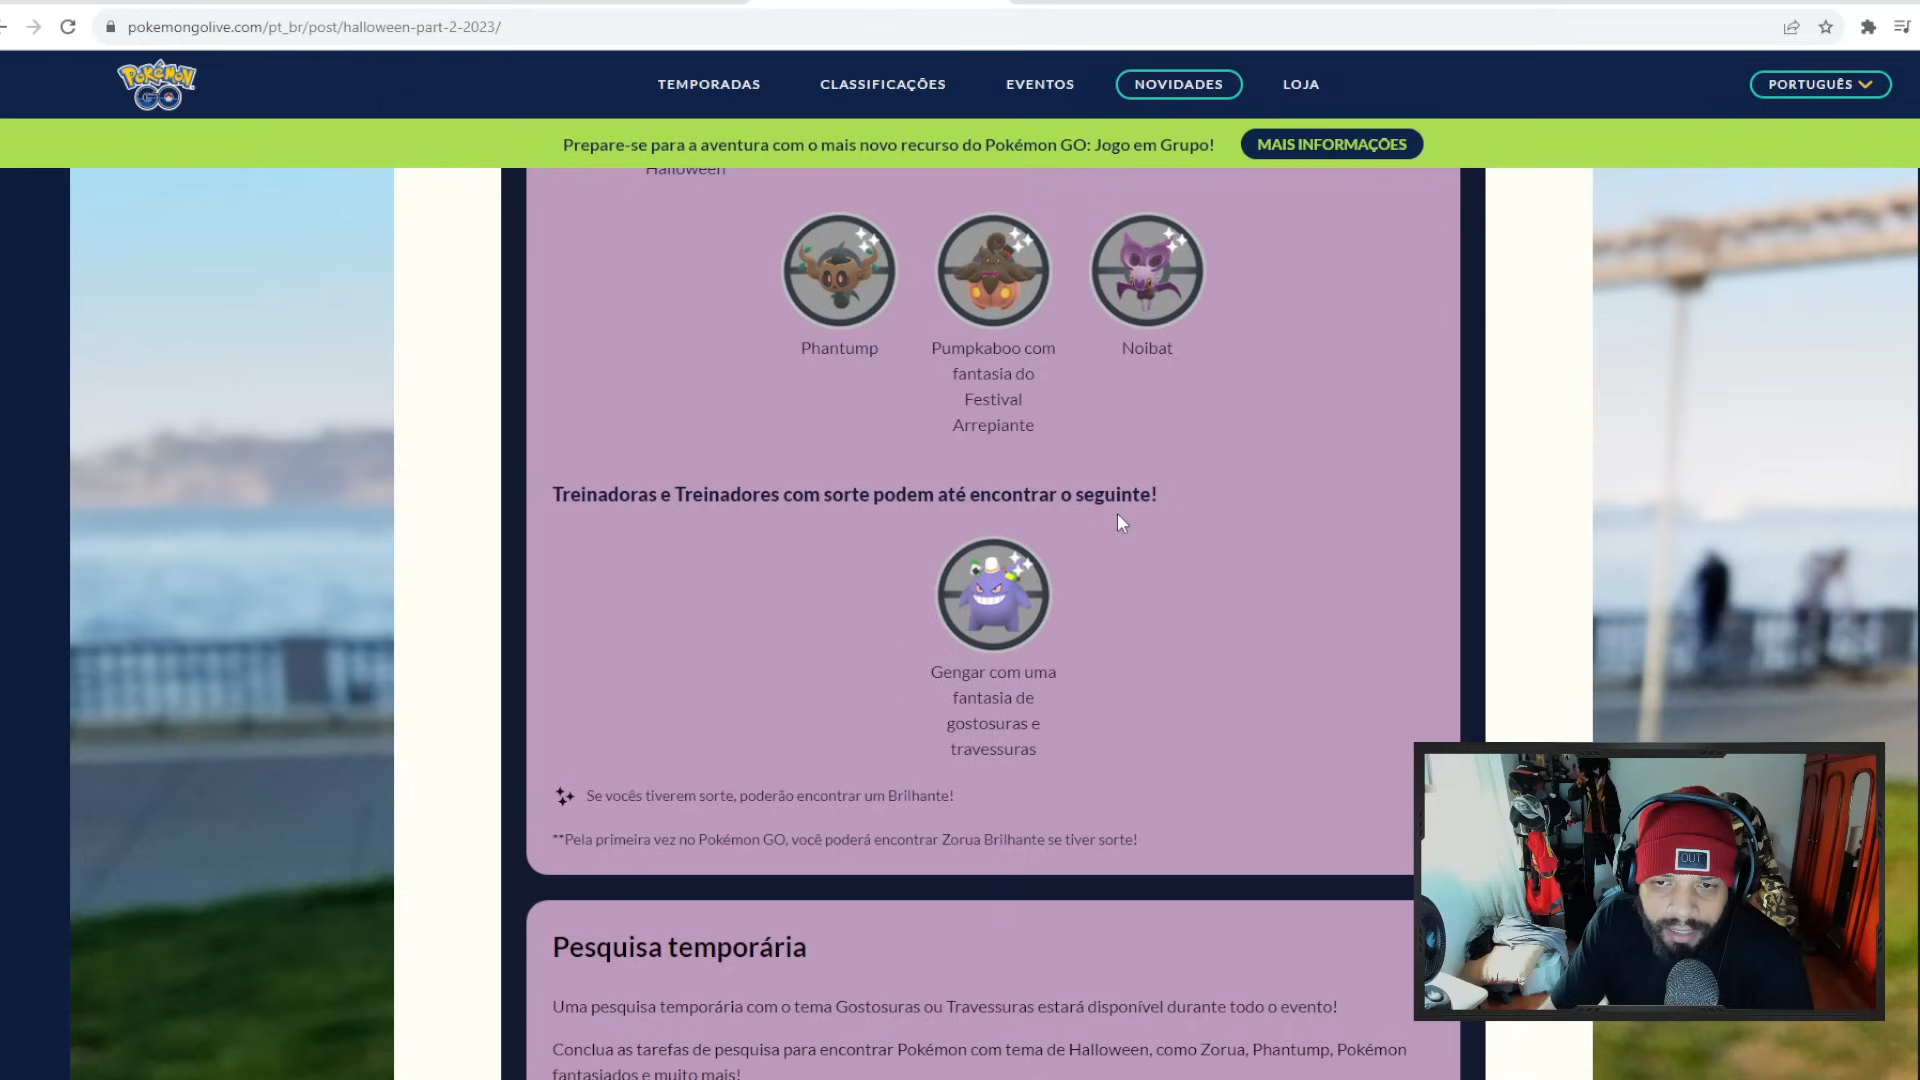 pokemongolive.com/pt_br/post/halloween-part-2-2023/
POKÉMON GO
TEMPORADAS
CLASSIFICAÇÕES
EVENTOS
NOVIDADES
LOJA
PORTUGUÊS
Prepare-se para a aventura com o mais novo recurso do Pokémon GO: Jogo em Grupo!
MAIS INFORMAÇÕES
Halloween
Phantump
Pumpkaboo com
fantasia do
Festival
Arrepiante
Noibat
Treinadoras e Treinadores com sorte podem até encontrar o seguinte!
Gengar com uma
fantasia de
gostosuras e
travessuras
Se vocês tiverem sorte, poderão encontrar um Brilhante!
**Pela primeira vez no Pokémon GO, você poderá encontrar Zorua Brilhante se tiver sorte!
Pesquisa temporária
Uma pesquisa temporária com o tema Gostosuras ou Travessuras estará disponível durante todo o evento!
Conclua as tarefas de pesquisa para encontrar Pokémon com tema de Halloween, como Zorua, Phantump, Pokémon
fantasiados e muito mais!
OUT